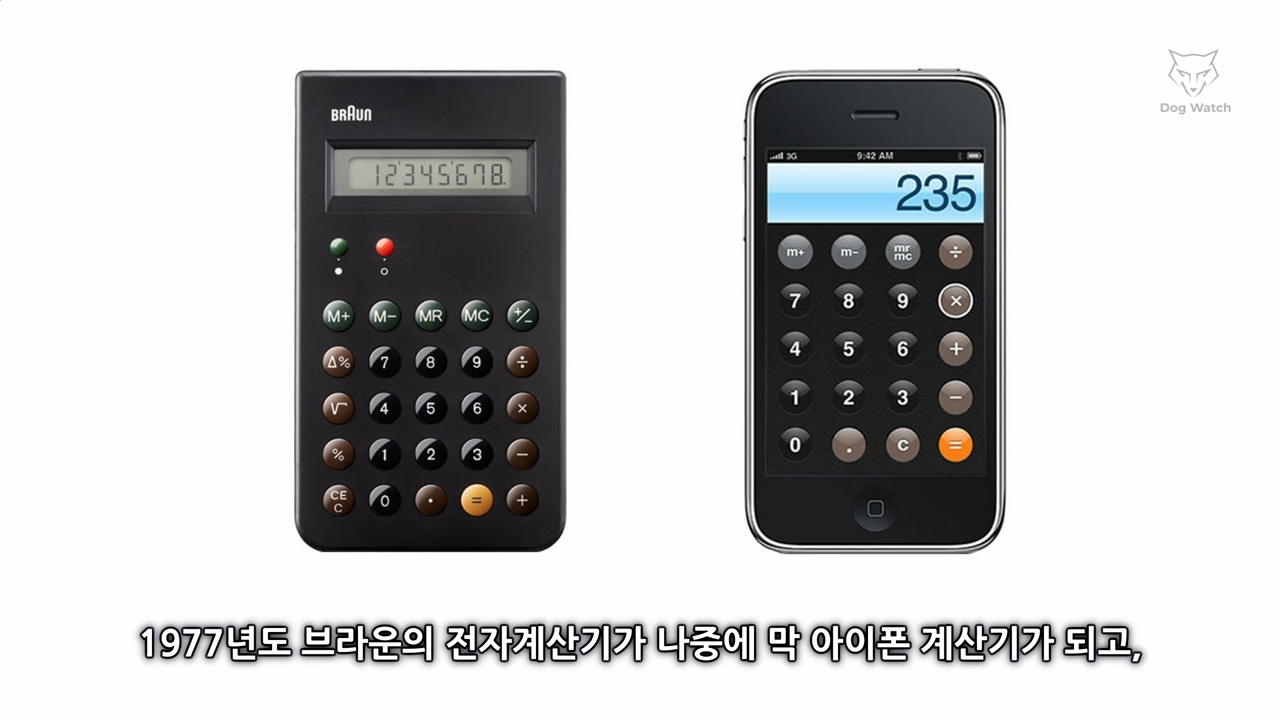 BRAUN
12'345'678.
M+ M- MR MC +/-
Δ% 7 8 9 ÷
√ 4 5 6 ×
% 1 2 3 −
CE C 0 · = +
3G 9:42 AM
235
m+ m- mr mc ÷
7 8 9 ×
4 5 6 +
1 2 3 −
0 . c =
Dog Watch
1977년도 브라운의 전자계산기가 나중에 막 아이폰 계산기가 되고,